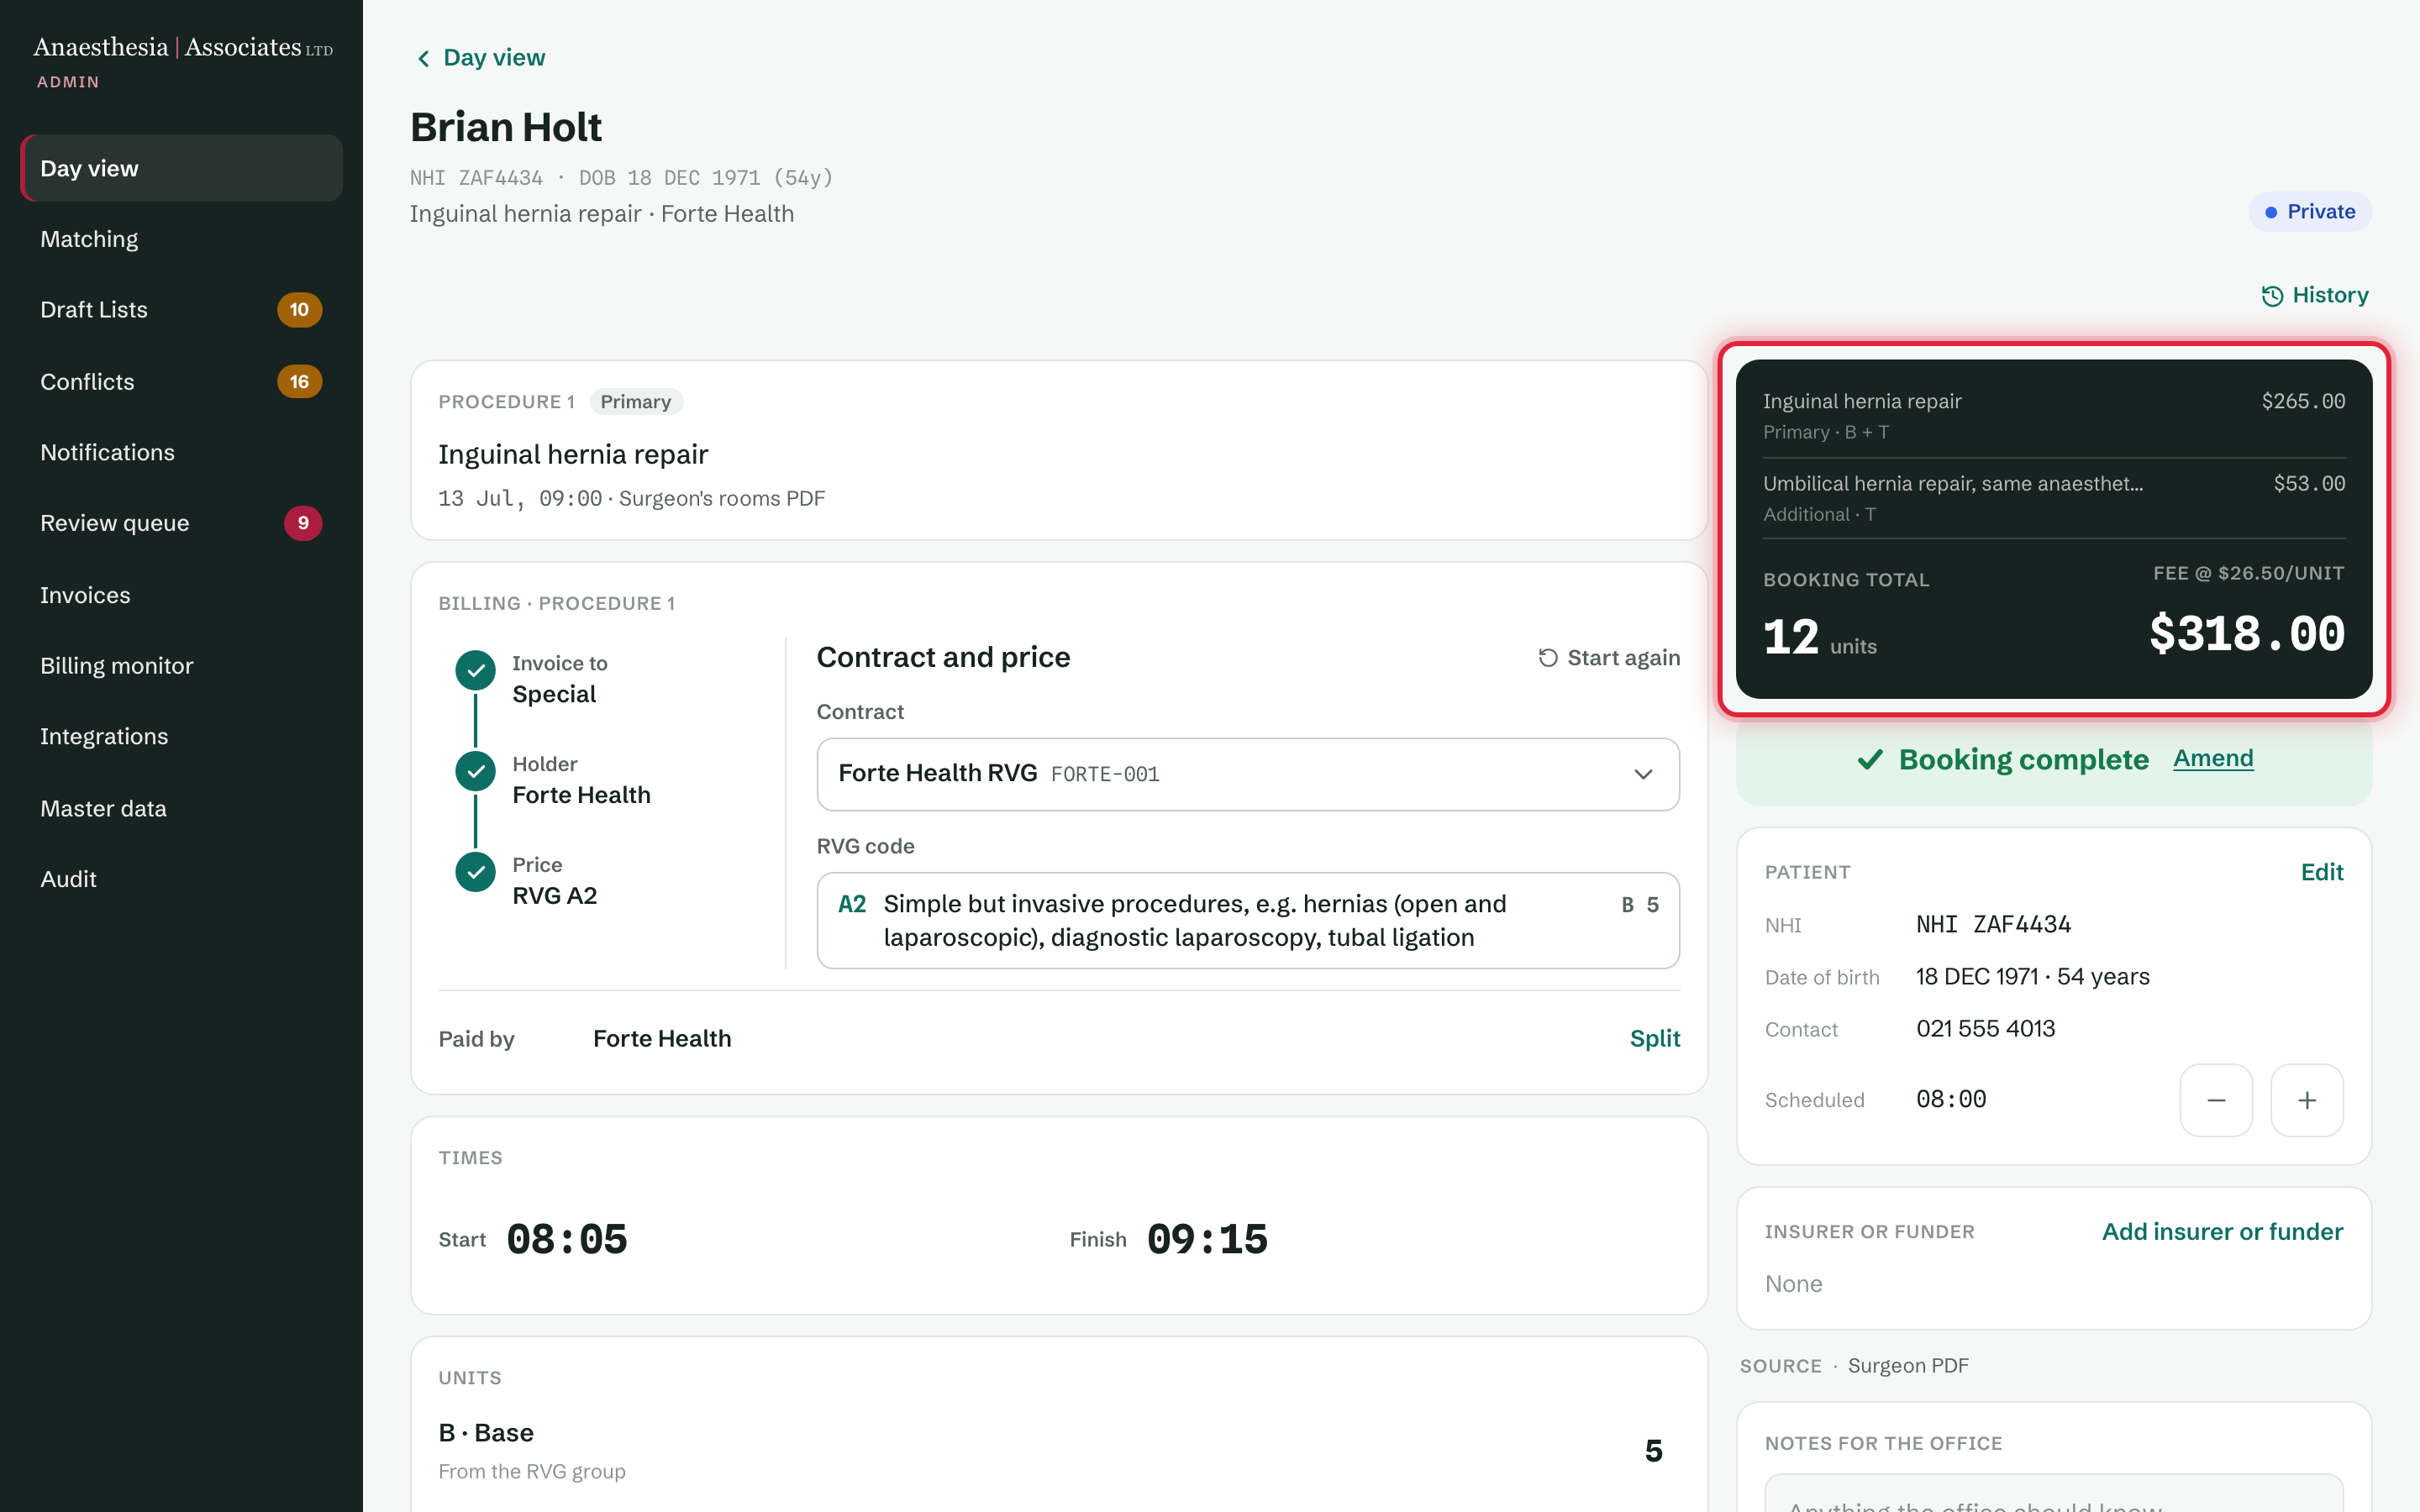 Anaesthesia | Associates LTD
ADMIN
Day view
Matching
Draft Lists 10
Conflicts 16
Notifications
Review queue 9
Invoices
Billing monitor
Integrations
Master data
Audit
Day view
Brian Holt
NHI ZAF4434 · DOB 18 DEC 1971 (54y)
Inguinal hernia repair · Forte Health
Private
History
PROCEDURE 1 Primary
Inguinal hernia repair
13 Jul, 09:00 · Surgeon's rooms PDF
BILLING · PROCEDURE 1
Invoice to
Special
Holder
Forte Health
Price
RVG A2
Contract and price Start again
Contract
Forte Health RVG FORTE-001
RVG code
A2 Simple but invasive procedures, e.g. hernias (open and B 5
laparoscopic), diagnostic laparoscopy, tubal ligation
Paid by Forte Health Split
TIMES
Start 08:05 Finish 09:15
UNITS
B · Base
From the RVG group
5
Inguinal hernia repair $265.00
Primary · B + T
Umbilical hernia repair, same anaesthet... $53.00
Additional · T
BOOKING TOTAL FEE @ $26.50/UNIT
12 units $318.00
Booking complete Amend
PATIENT Edit
NHI NHI ZAF4434
Date of birth 18 DEC 1971 · 54 years
Contact 021 555 4013
Scheduled 08:00 − +
INSURER OR FUNDER Add insurer or funder
None
SOURCE · Surgeon PDF
NOTES FOR THE OFFICE
Anything the office should know